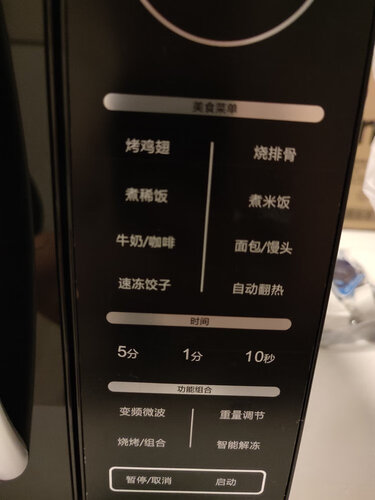 美食菜单
烤鸡翅 烧排骨
煮稀饭 煮米饭
牛奶/咖啡 面包/馒头
速冻饺子 自动翻热
时间
5分 1分 10秒
功能组合
变频微波 重量调节
烧烤/组合 智能解冻
暂停/取消 启动